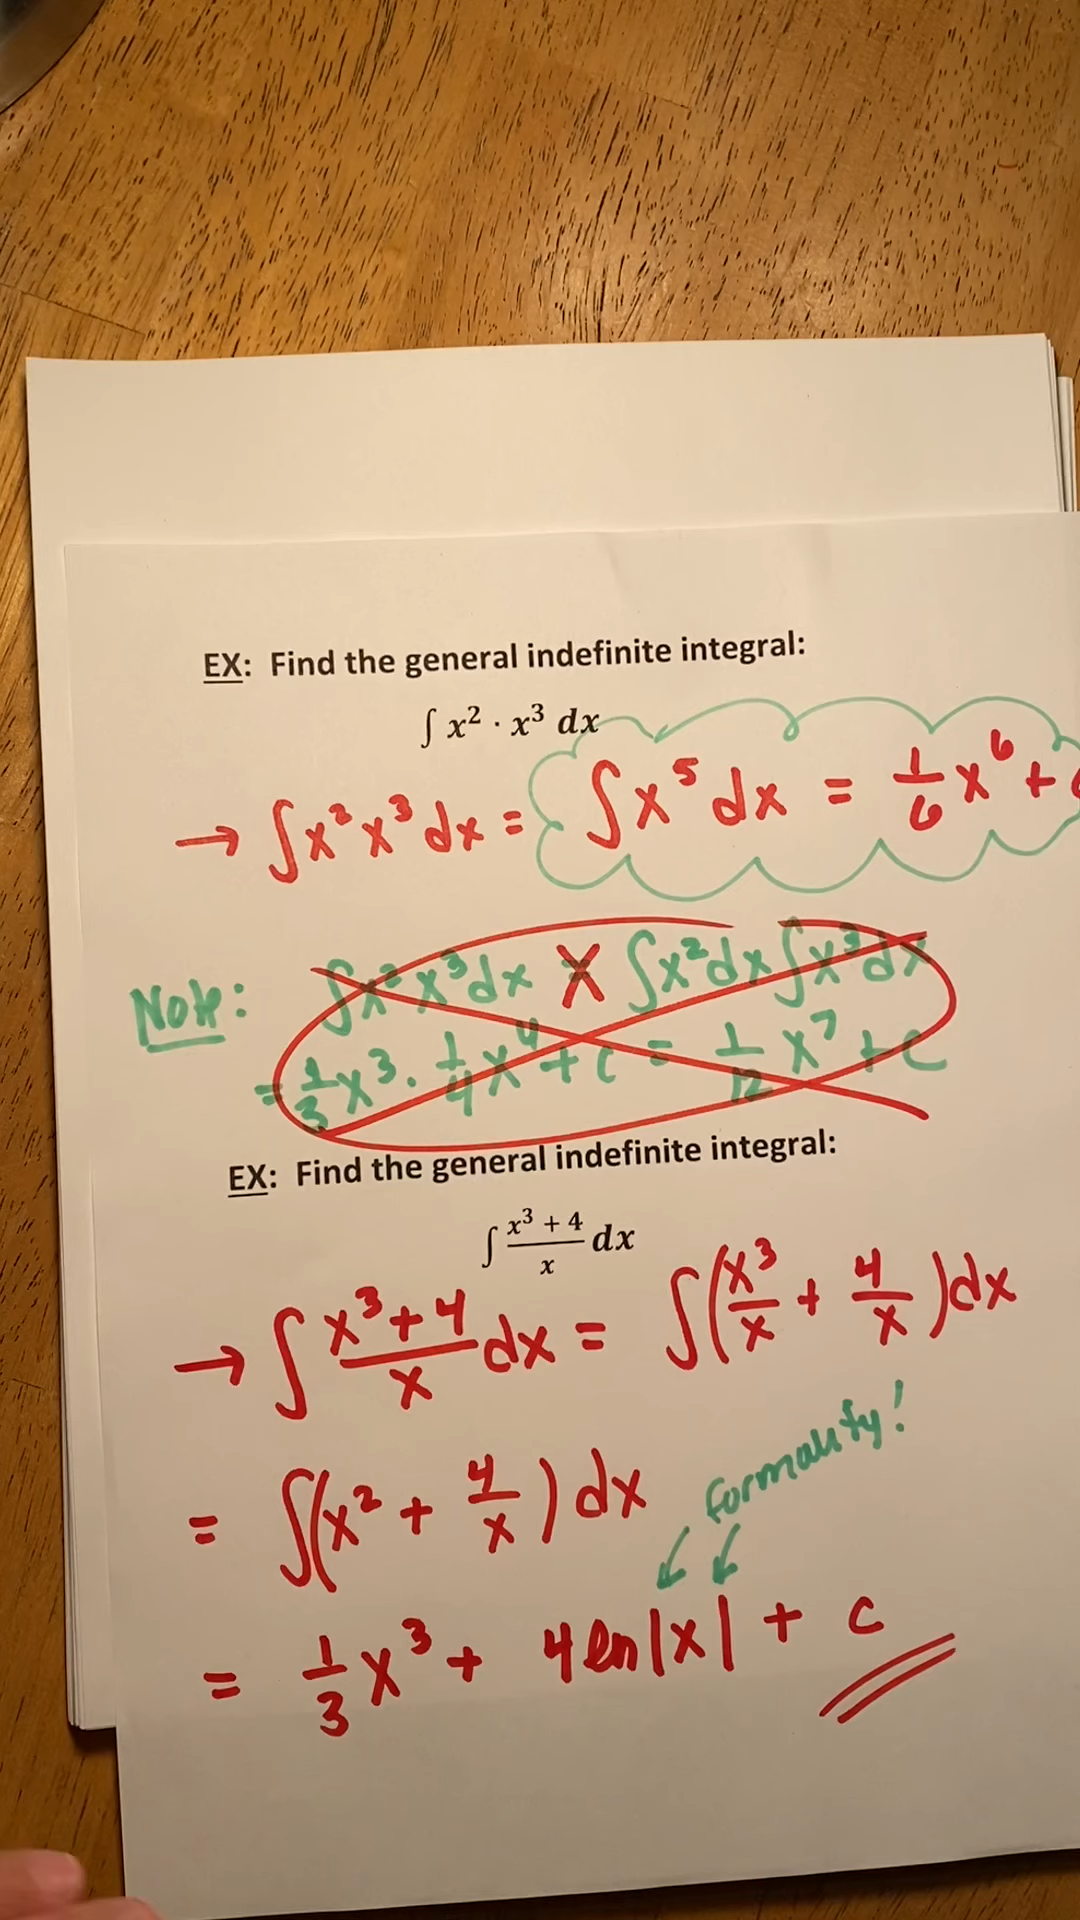 EX: Find the general indefinite integral:
∫ x² · x³ dx
→ ∫x²x³dx = ∫x⁵dx = 1/6 x⁶ +
Note: ∫x²x³dx X ∫x²dx∫x³dx
= 1/3 x³ · 1/4 x⁴ + c = 1/12 x⁷ + c
EX: Find the general indefinite integral:
∫ (x³ + 4)/x dx
→ ∫ (x³+4)/x dx = ∫(x³/x + 4/x)dx
= ∫(x² + 4/x)dx
formality!
= 1/3 x³ + 4ln|x| + c